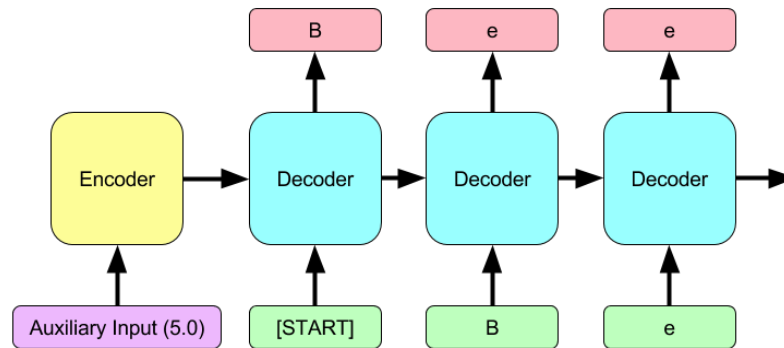 B
e
e
Encoder
Decoder
Decoder
Decoder
Auxiliary Input (5.0)
[START]
B
e